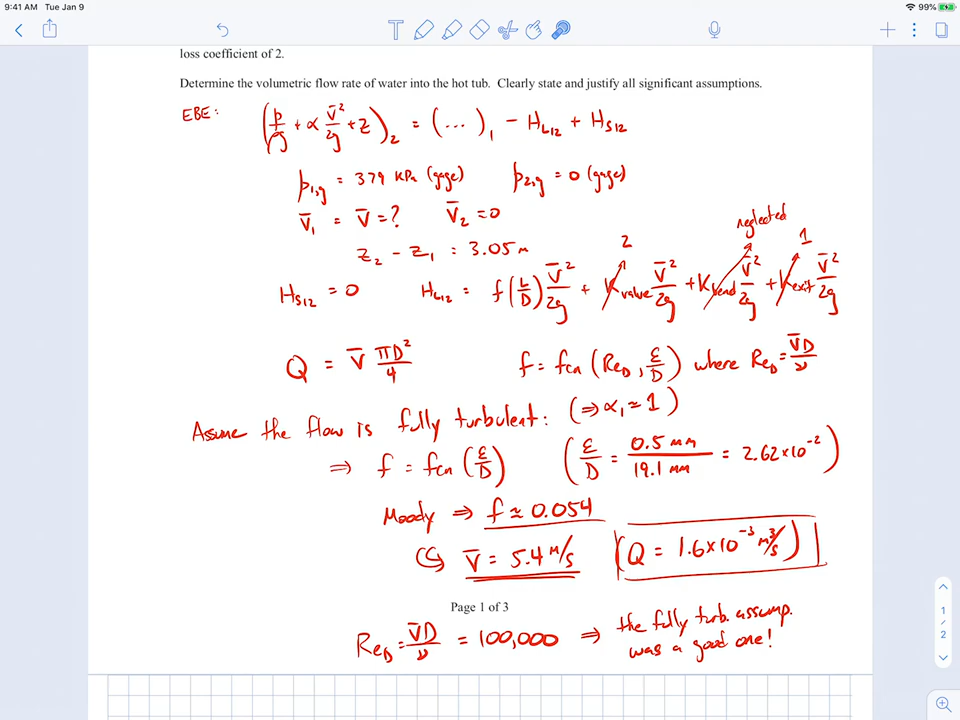 9:41 AM Tue Jan 9
99%
loss coefficient of 2.
Determine the volumetric flow rate of water into the hot tub. Clearly state and justify all significant assumptions.
EBE: (p/ρg + α V̄²/2g + z)₂ = (...)₁ - H_L12 + H_S12
p_1,g = 379 kPa (gage) p_2,g = 0 (gage)
V̄₁ = V̄ = ? V̄₂ = 0
neglected
z₂ - z₁ = 3.05 m
2 1
H_S12 = 0 H_L12 = f (L/D) V̄²/2g + K_valve V̄²/2g + K_bend V̄²/2g + K_exit V̄²/2g
Q = V̄ πD²/4 f = fcn (Re_D, ε/D) where Re_D = V̄D/ν
Assume the flow is fully turbulent: (⇒ α₁ ≈ 1)
⇒ f = fcn (ε/D) (ε/D = 0.5 mm/19.1 mm = 2.62×10⁻²)
Moody ⇒ f ≈ 0.054
V̄ = 5.4 m/s Q = 1.6×10⁻³ m³/s
Page 1 of 3
Re_D = V̄D/ν = 100,000 ⇒ the fully turb. assump.
was a good one!
1
/
2